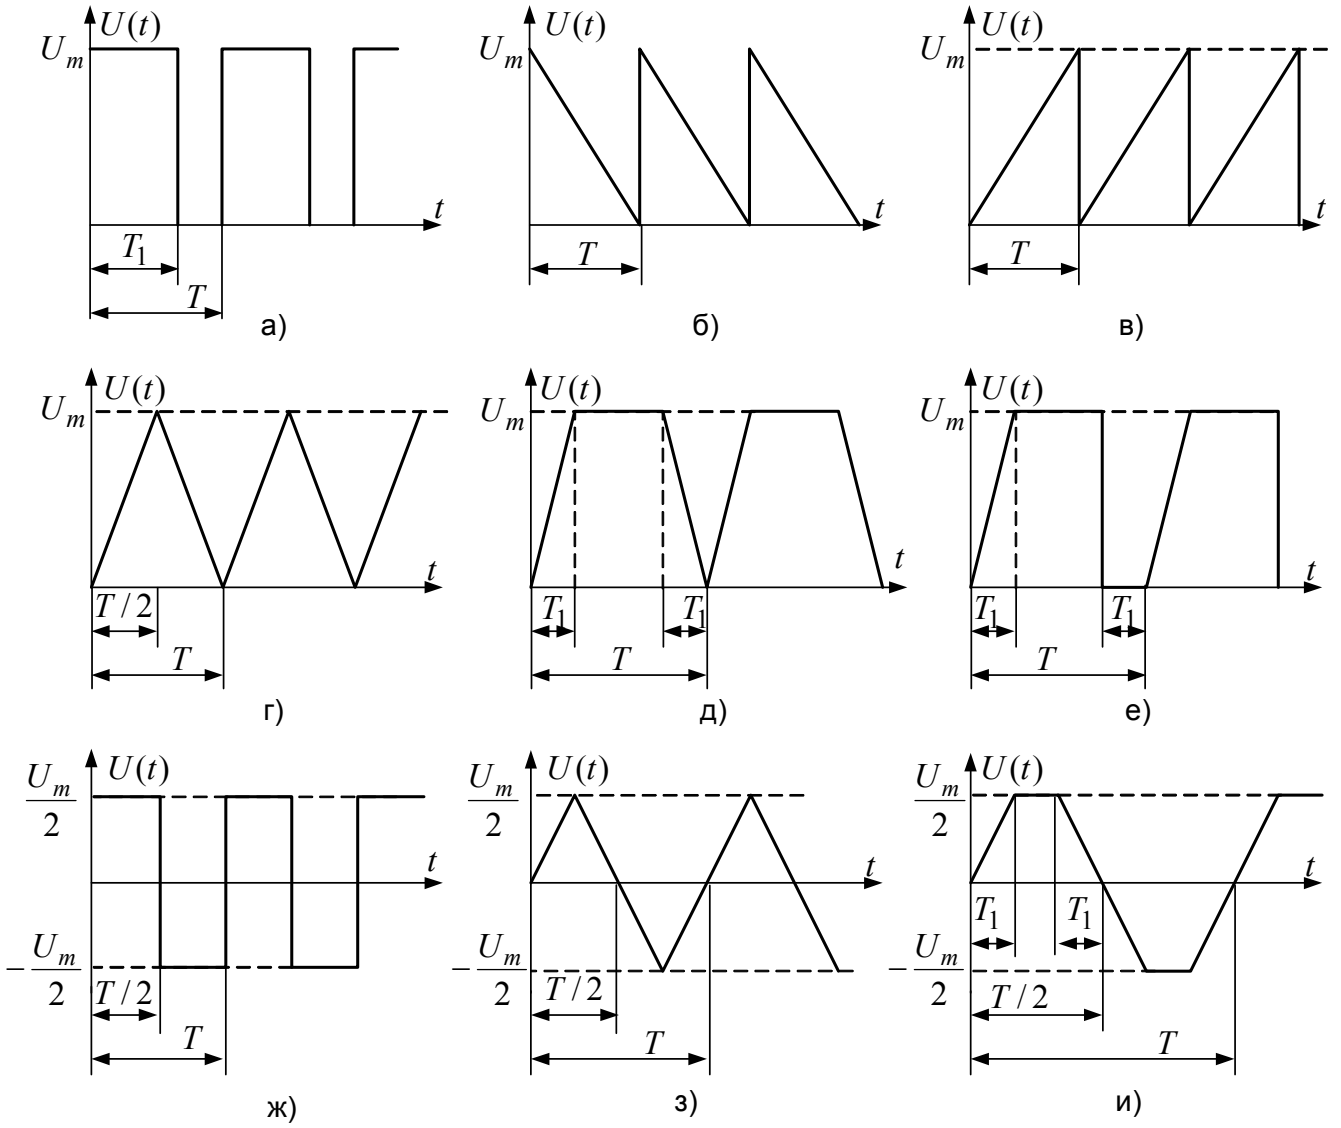 U(t)
U_m
t
T_1
T
а)
U(t)
U_m
t
T
б)
U(t)
U_m
t
T
в)
U(t)
U_m
t
T/2
T
г)
U(t)
U_m
t
T_1
T_1
T
д)
U(t)
U_m
t
T_1
T_1
T
е)
U(t)
U_m
2
t
-U_m
2
T/2
T
ж)
U(t)
U_m
2
t
-U_m
2
T/2
T
з)
U(t)
U_m
2
t
T_1
T_1
-U_m
2
T/2
T
и)